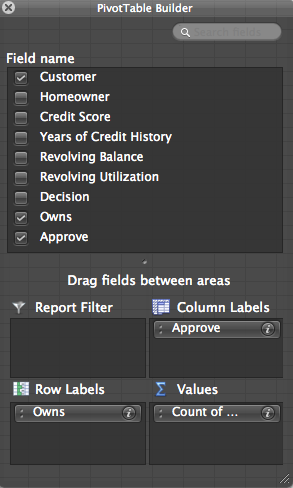 PivotTable Builder
Search fields
Field name
Customer
Homeowner
Credit Score
Years of Credit History
Revolving Balance
Revolving Utilization
Decision
Owns
Approve
Drag fields between areas
Report Filter
Column Labels
Approve
Row Labels
Values
Owns
Count of ...